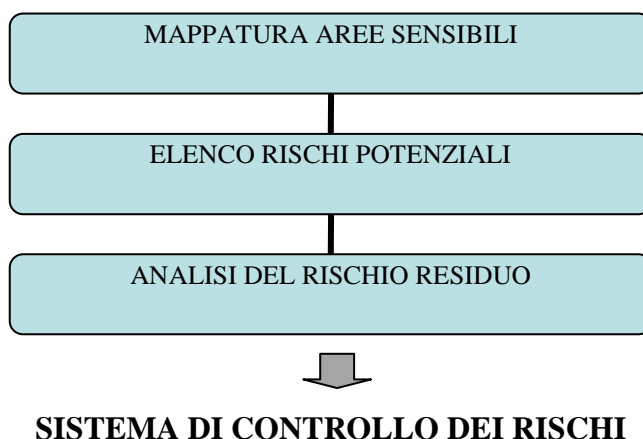 MAPPATURA AREE SENSIBILI
ELENCO RISCHI POTENZIALI
ANALISI DEL RISCHIO RESIDUO
SISTEMA DI CONTROLLO DEI RISCHI